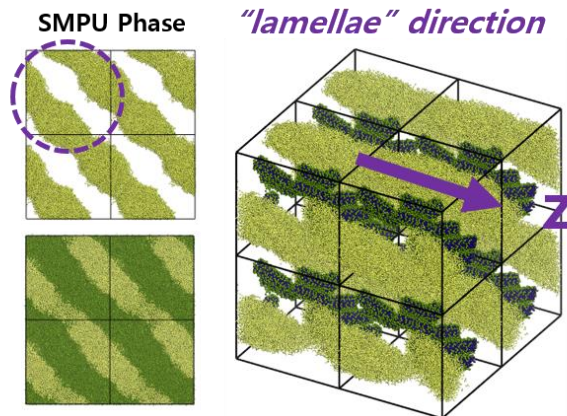 SMPU Phase
“lamellae” direction
Z